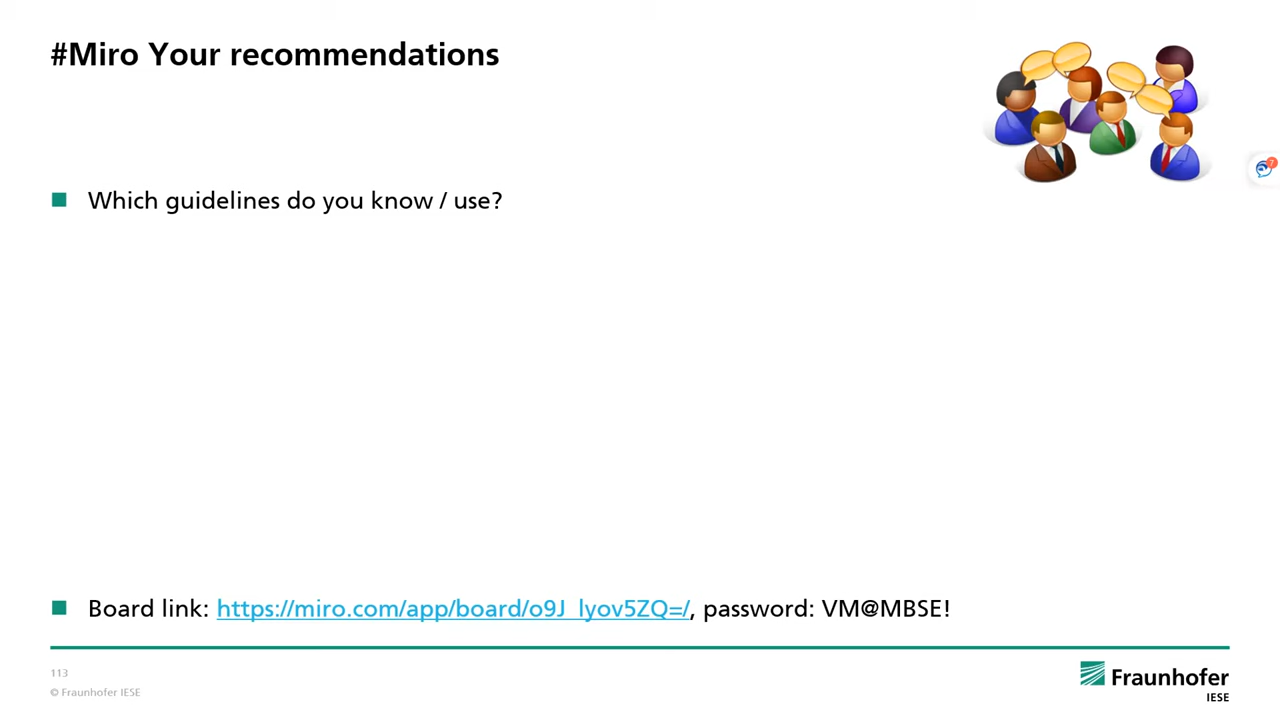 #Miro Your recommendations
7
Which guidelines do you know / use?
Board link: https://miro.com/app/board/o9J_lyov5ZQ=/, password: VM@MBSE!
113
© Fraunhofer IESE
Fraunhofer
IESE